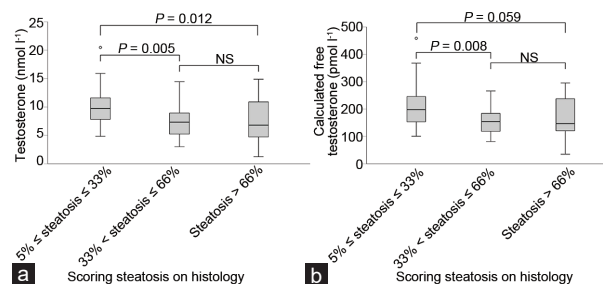 25
20
15
10
5
0
Testosterone (nmol l-1)
P = 0.012
P = 0.005
NS
5% ≤ steatosis ≤ 33%
33% < steatosis ≤ 66%
Steatosis > 66%
a
Scoring steatosis on histology
500
400
300
200
100
0
Calculated free
testosterone (pmol l-1)
P = 0.059
P = 0.008
NS
5% ≤ steatosis ≤ 33%
33% < steatosis ≤ 66%
Steatosis > 66%
b
Scoring steatosis on histology